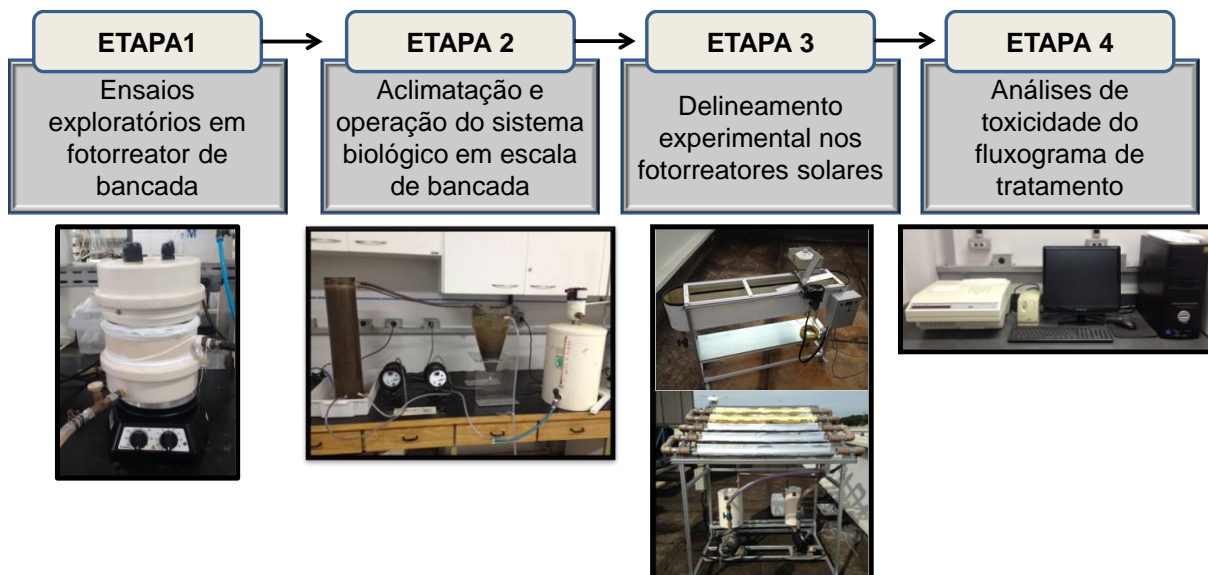 ETAPA1
Ensaios
exploratórios em
fotorreator de
bancada
ETAPA 2
Aclimatação e
operação do sistema
biológico em escala
de bancada
ETAPA 3
Delineamento
experimental nos
fotorreatores solares
ETAPA 4
Análises de
toxicidade do
fluxograma de
tratamento